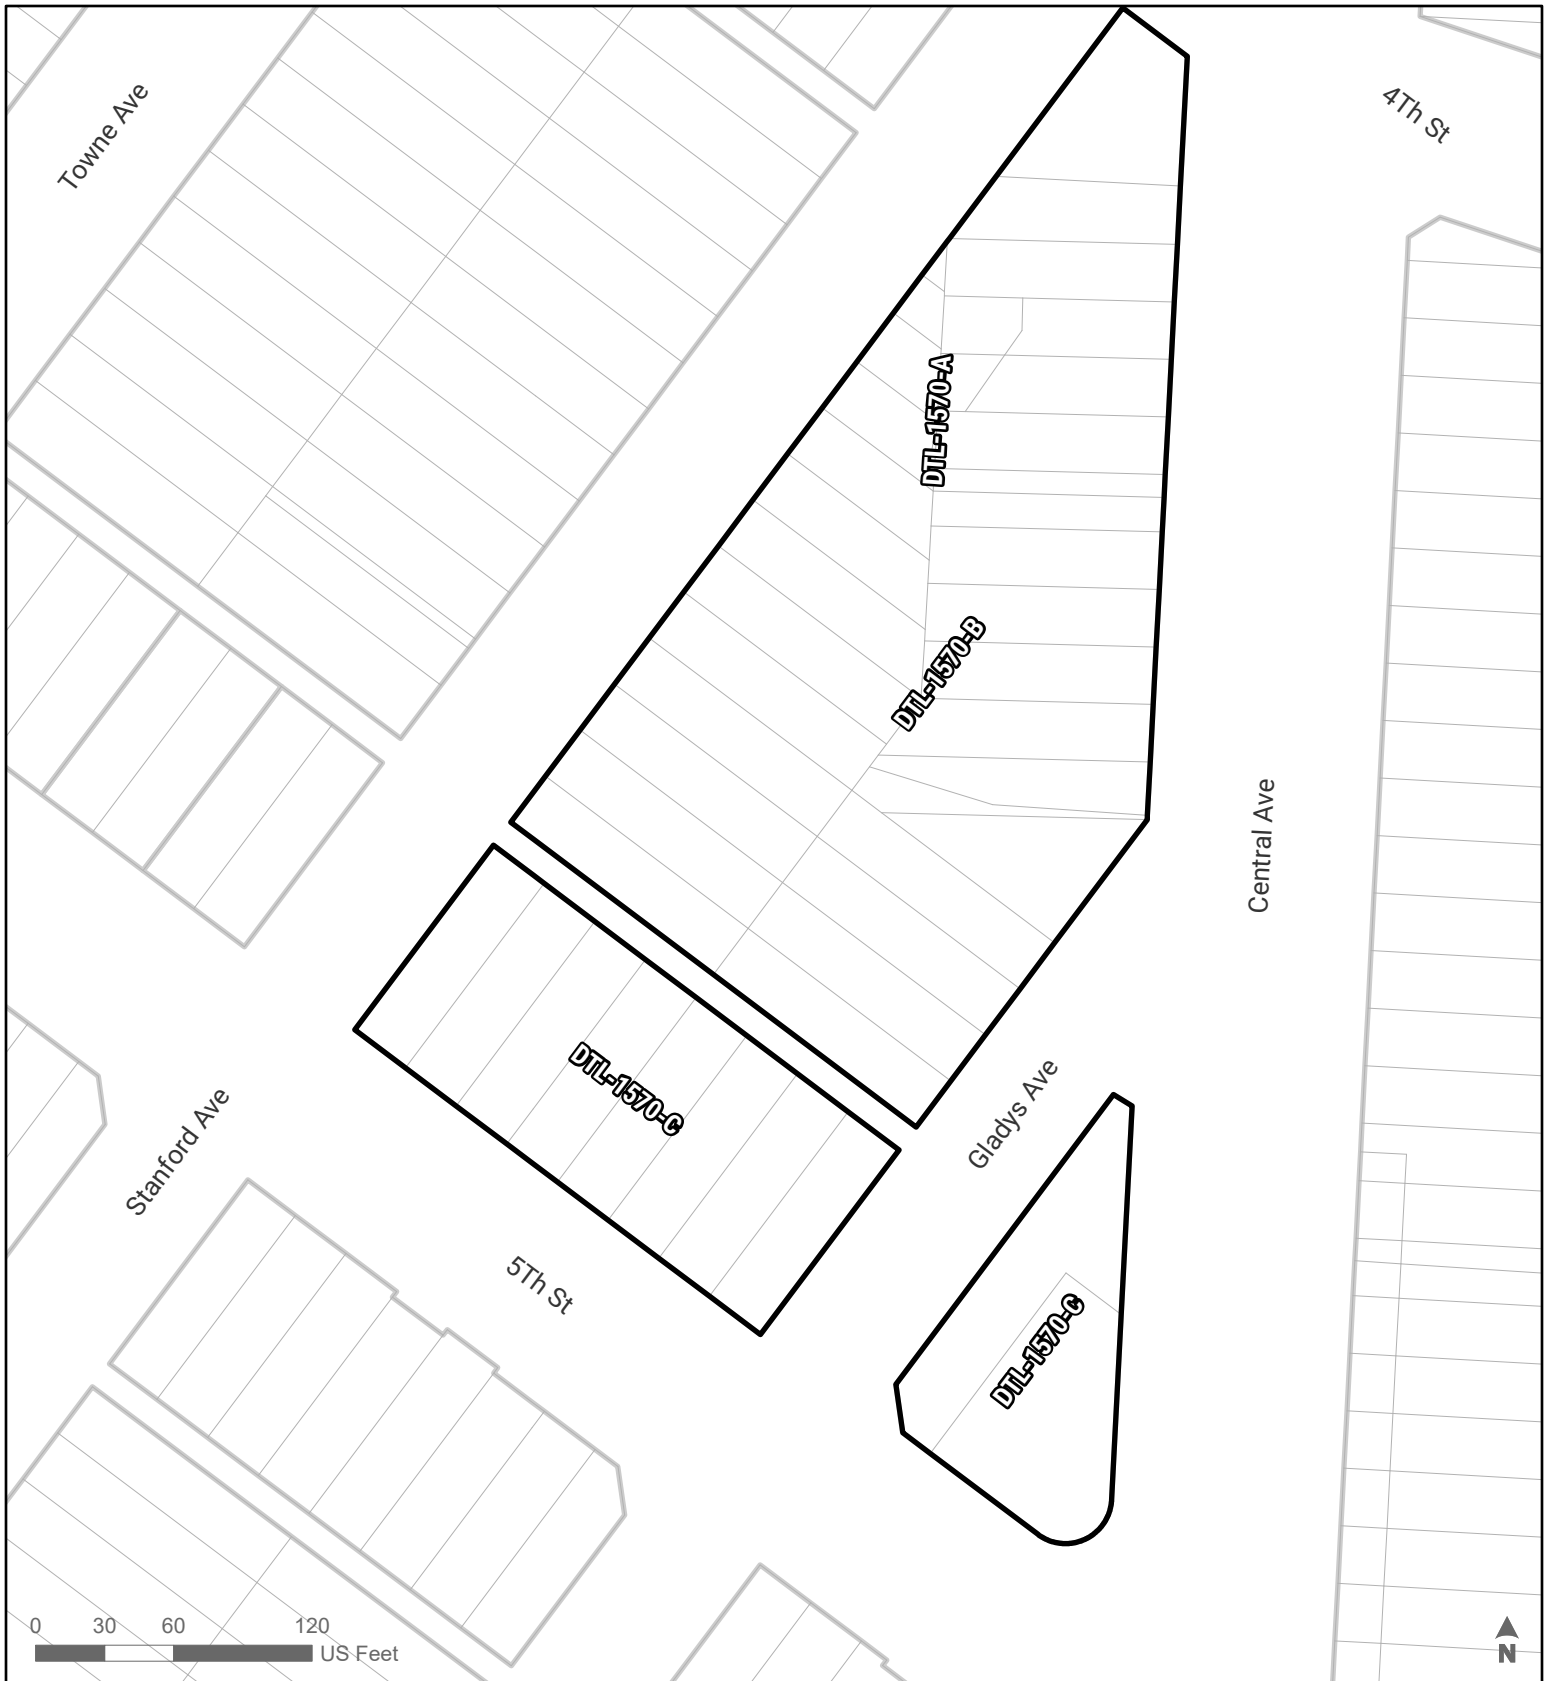 Towne Ave
4Th St
DTL-1570-A
DTL-1570-B
Central Ave
DTL-1570-C
Gladys Ave
Stanford Ave
5Th St
DTL-1570-C
0 30 60 120
US Feet
N